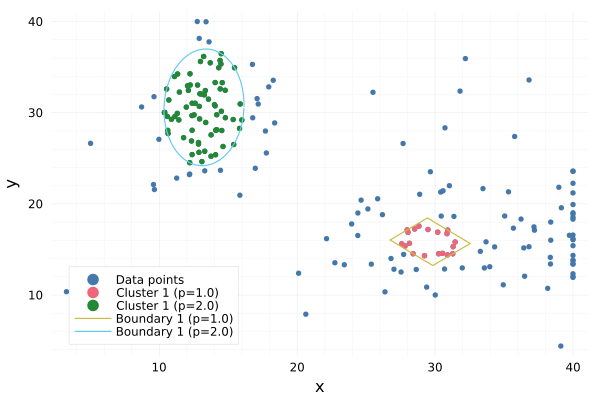 40
30
20
10
y
Data points
Cluster 1 (p=1.0)
Cluster 1 (p=2.0)
Boundary 1 (p=1.0)
Boundary 1 (p=2.0)
10 20 30 40
x